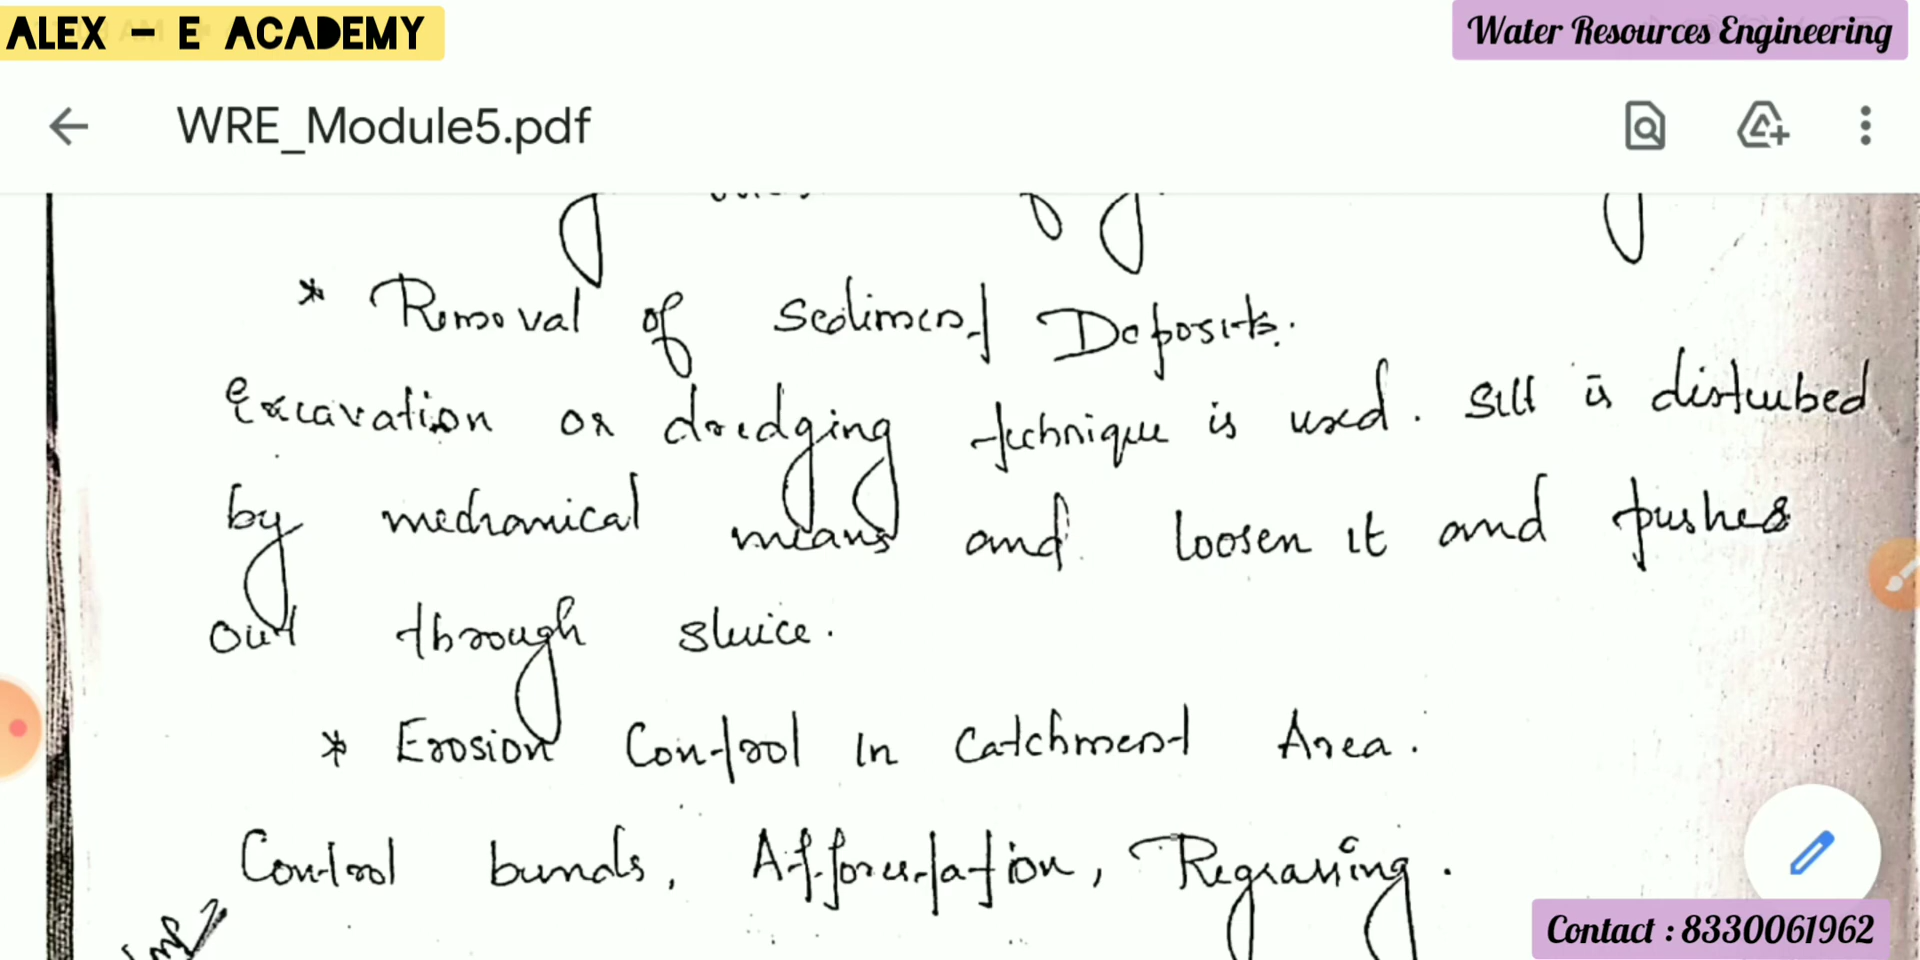 ALEX - E ACADEMY
Water Resources Engineering
WRE_Module5.pdf
* Removal of Sediment Deposits.
Excavation or dredging technique is used. Silt is disturbed
by mechanical means and loosen it and pushes
out through sluice.
* Erosion Control In Catchment Area.
Control bunds, Afforestation, Regrassing.
Imp
Contact : 8330061962